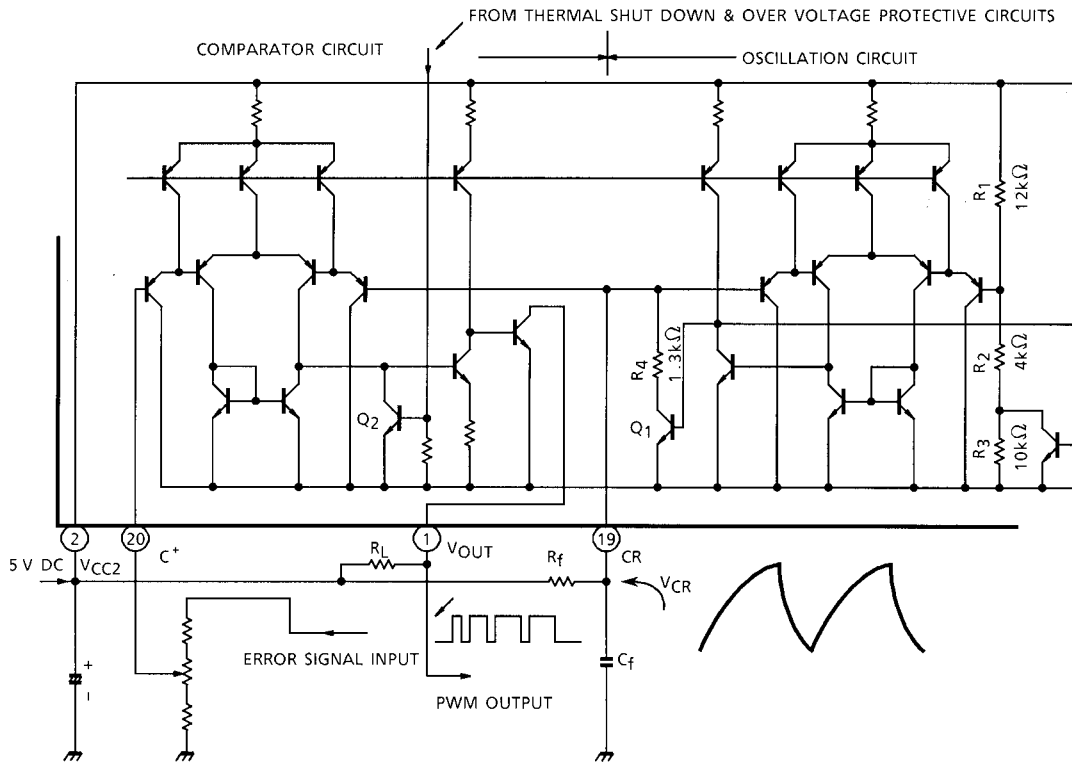 FROM THERMAL SHUT DOWN & OVER VOLTAGE PROTECTIVE CIRCUITS
COMPARATOR CIRCUIT
OSCILLATION CIRCUIT
R1
12kΩ
R4
1.3kΩ
R2
4kΩ
Q2
Q1
R3
10kΩ
2
20
1
19
5 V DC
VCC2
C+
RL
VOUT
Rf
CR
VCR
ERROR SIGNAL INPUT
Cf
+
−
PWM OUTPUT